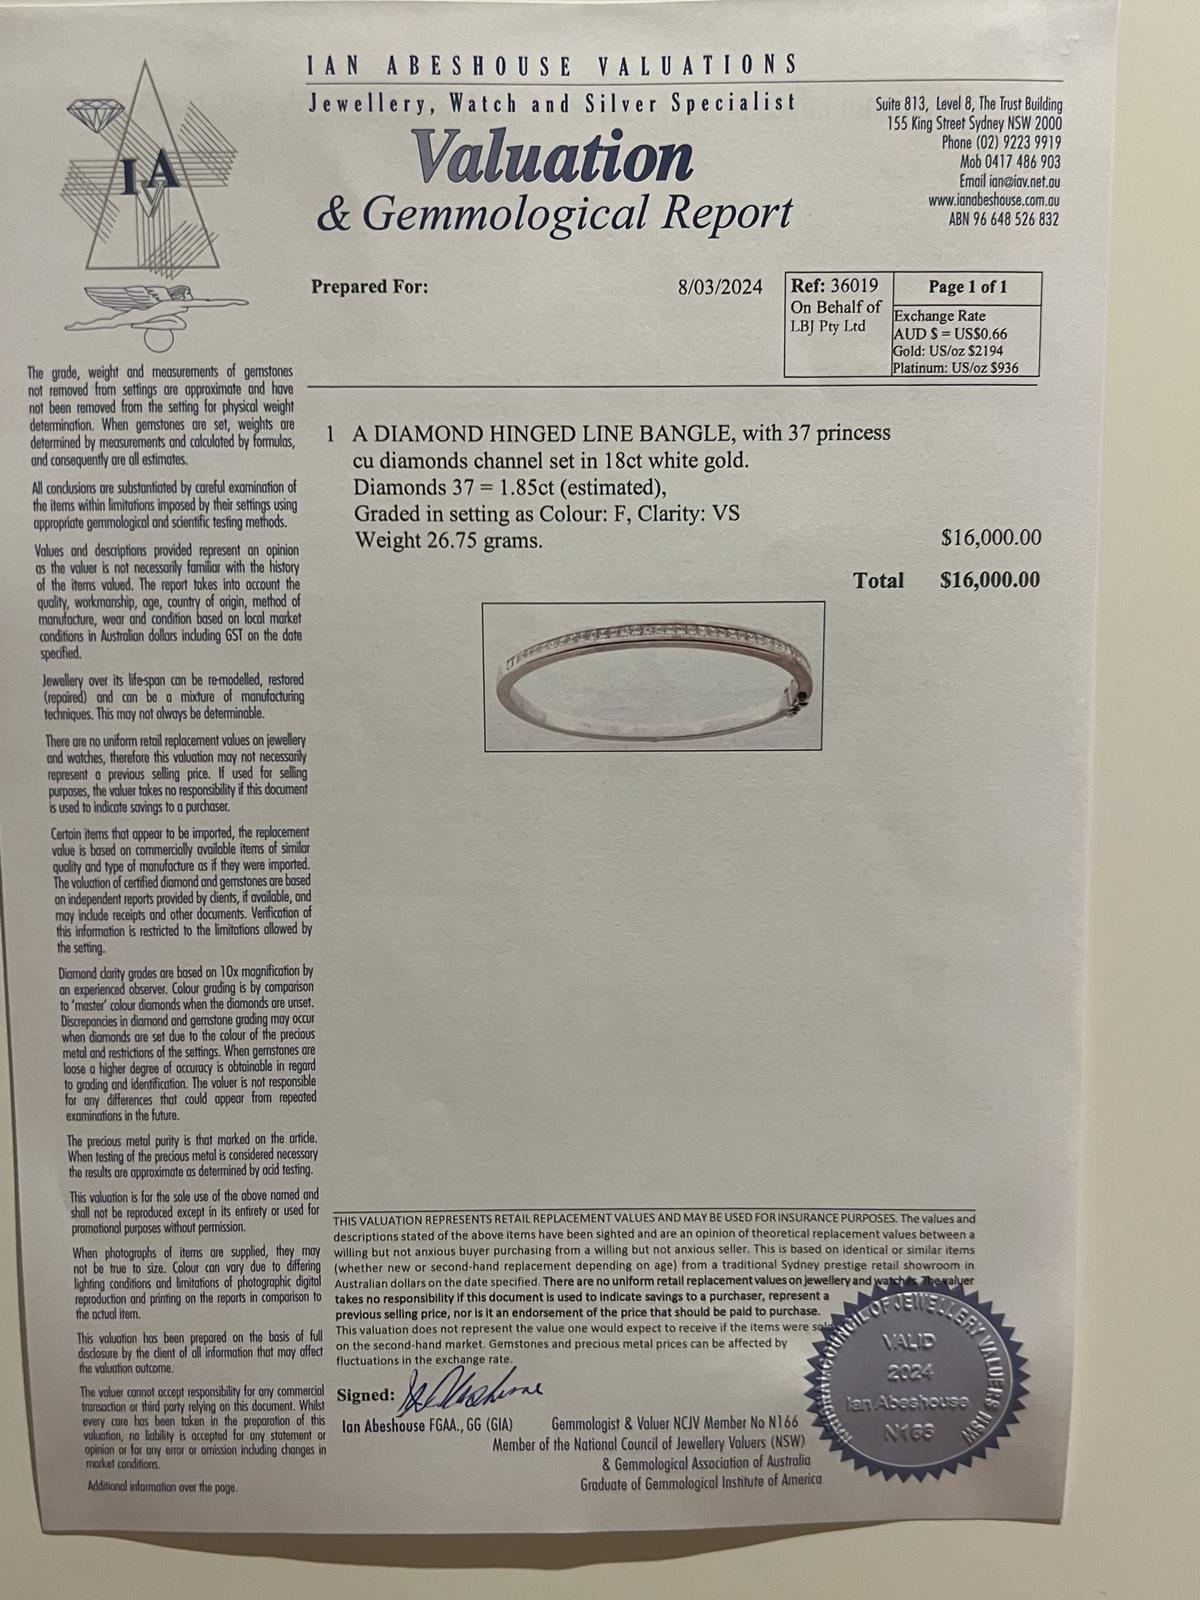 IAN ABESHOUSE VALUATIONS
Jewellery, Watch and Silver Specialist
Valuation
& Gemmological Report
Suite 813, Level 8, The Trust Building
155 King Street Sydney NSW 2000
Phone (02) 9223 9919
Mob 0417 486 903
Email ian@iav.net.au
www.ianabeshouse.com.au
ABN 96 648 526 832
IVA
Prepared For:
8/03/2024
Ref: 36019
On Behalf of
LBJ Pty Ltd
Page 1 of 1
Exchange Rate
AUD $ = US$0.66
Gold: US/oz $2194
Platinum: US/oz $936
The grade, weight and measurements of gemstones
not removed from settings are approximate and have
not been removed from the setting for physical weight
determination. When gemstones are set, weights are
determined by measurements and calculated by formulas,
and consequently are all estimates.
All conclusions are substantiated by careful examination of
the items within limitations imposed by their settings using
appropriate gemmological and scientific testing methods.
Values and descriptions provided represent an opinion
as the valuer is not necessarily familiar with the history
of the items valued. The report takes into account the
quality, workmanship, age, country of origin, method of
manufacture, wear and condition based on local market
conditions in Australian dollars including GST on the date
specified.
Jewellery over its life-span can be re-modelled, restored
(repaired) and can be a mixture of manufacturing
techniques. This may not always be determinable.
There are no uniform retail replacement values on jewellery
and watches, therefore this valuation may not necessarily
represent a previous selling price. If used for selling
purposes, the valuer takes no responsibility if this document
is used to indicate savings to a purchaser.
Certain items that appear to be imported, the replacement
value is based on commercially available items of similar
quality and type of manufacture as if they were imported.
The valuation of certified diamond and gemstones are based
on independent reports provided by clients, if available, and
may include receipts and other documents. Verification of
this information is restricted to the limitations allowed by
the setting.
Diamond clarity grades are based on 10x magnification by
an experienced observer. Colour grading is by comparison
to 'master' colour diamonds when the diamonds are unset.
Discrepancies in diamond and gemstone grading may occur
when diamonds are set due to the colour of the precious
metal and restrictions of the settings. When gemstones are
loose a higher degree of accuracy is obtainable in regard
to grading and identification. The valuer is not responsible
for any differences that could appear from repeated
examinations in the future.
The precious metal purity is that marked on the article.
When testing of the precious metal is considered necessary
the results are approximate as determined by acid testing.
This valuation is for the sole use of the above named and
shall not be reproduced except in its entirety or used for
promotional purposes without permission.
When photographs of items are supplied, they may
not be true to size. Colour can vary due to differing
lighting conditions and limitations of photographic digital
reproduction and printing on the reports in comparison to
the actual item.
This valuation has been prepared on the basis of full
disclosure by the client of all information that may affect
the valuation outcome.
The valuer cannot accept responsibility for any commercial
transaction or third party relying on this document. Whilst
every care has been taken in the preparation of this
valuation, no liability is accepted for any statement or
opinion or for any error or omission including changes in
market conditions.
Additional information over the page.
1 A DIAMOND HINGED LINE BANGLE, with 37 princess
cu diamonds channel set in 18ct white gold.
Diamonds 37 = 1.85ct (estimated),
Graded in setting as Colour: F, Clarity: VS
Weight 26.75 grams. $16,000.00
Total $16,000.00
THIS VALUATION REPRESENTS RETAIL REPLACEMENT VALUES AND MAY BE USED FOR INSURANCE PURPOSES. The values and
descriptions stated of the above items have been sighted and are an opinion of theoretical replacement values between a
willing but not anxious buyer purchasing from a willing but not anxious seller. This is based on identical or similar items
(whether new or second-hand replacement depending on age) from a traditional Sydney prestige retail showroom in
Australian dollars on the date specified. There are no uniform retail replacement values on jewellery and watches. The valuer
takes no responsibility if this document is used to indicate savings to a purchaser, represent a
previous selling price, nor is it an endorsement of the price that should be paid to purchase.
This valuation does not represent the value one would expect to receive if the items were sold
on the second-hand market. Gemstones and precious metal prices can be affected by
fluctuations in the exchange rate.
Signed:
Ian Abeshouse FGAA., GG (GIA)
Gemmologist & Valuer NCJV Member No N166
Member of the National Council of Jewellery Valuers (NSW)
& Gemmological Association of Australia
Graduate of Gemmological Institute of America
NATIONAL COUNCIL OF JEWELLERY VALUERS NSW
VALID
2024
Ian Abeshouse
N166